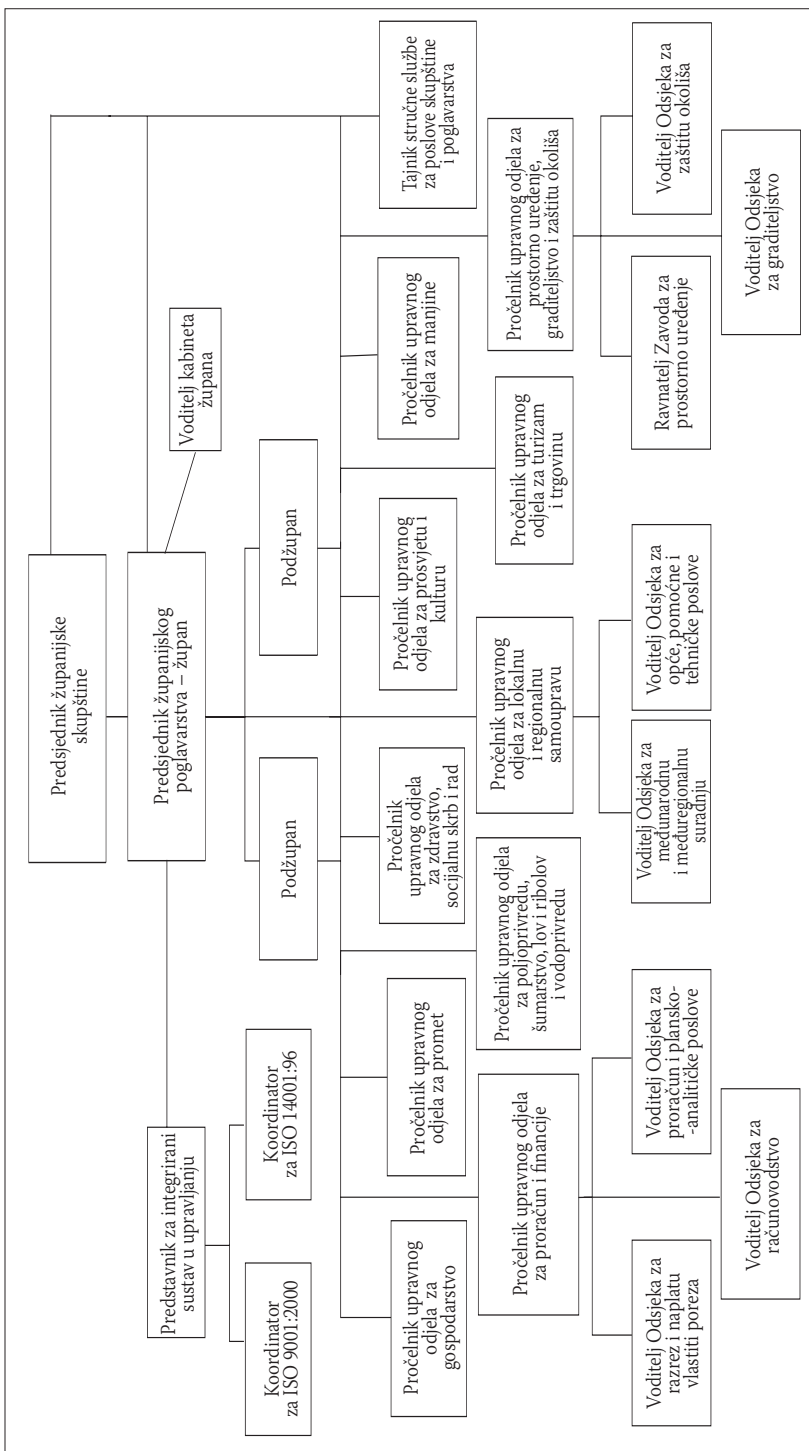 Predsjednik županijske
skupštine
Predsjednik županijskog
poglavarstva – župan
Voditelj kabineta
župana
Predstavnik za integrirani
sustav u upravljanju
Koordinator
za ISO 9001:2000
Koordinator
za ISO 14001:96
Podžupan
Podžupan
Pročelnik upravnog
odjela za
gospodarstvo
Pročelnik upravnog
odjela za promet
Pročelnik
upravnog odjela
za zdravstvo,
socijalnu skrb i rad
Pročelnik upravnog
odjela za prosvjetu i
kulturu
Pročelnik upravnog
odjela za manjine
Tajnik stručne službe
za poslove skupštine
i poglavarstva
Pročelnik upravnog odjela
za proračun i financije
Pročelnik upravnog odjela
za poljoprivredu,
šumarstvo, lov i ribolov
i vodoprivredu
Pročelnik upravnog
odjela za lokalnu
i regionalnu
samoupravu
Pročelnik upravnog
odjela za turizam
i trgovinu
Pročelnik upravnog odjela za
prostorno uređenje,
graditeljstvo i zaštitu okoliša
Voditelj Odsjeka za
razrez i naplatu
vlastiti poreza
Voditelj Odsjeka za
proračun i plansko-
-analitičke poslove
Voditelj Odsjeka za
računovodstvo
Voditelj Odsjeka za
međunarodnu
i međuregionalnu
suradnju
Voditelj Odsjeka za
opće, pomoćne i
tehničke poslove
Ravnatelj Zavoda za
prostorno uređenje
Voditelj Odsjeka za
zaštitu okoliša
Voditelj Odsjeka
za graditeljstvo